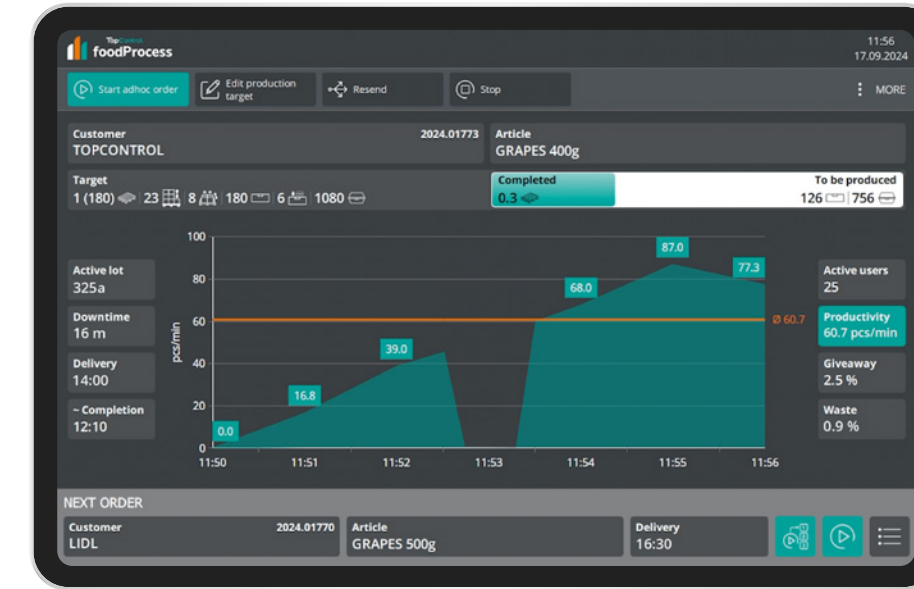 TopControl
foodProcess
11:56
17.09.2024
Start adhoc order
Edit production
target
Resend
Stop
MORE
Customer 2024.01773
TOPCONTROL
Article
GRAPES 400g
Target
1 (180) 23 8 180 6 1080
Completed
0.3
To be produced
126 756
Active lot
325a
Downtime
16 m
Delivery
14:00
~ Completion
12:10
pcs/min
100
80
60
40
20
0
0.0
16.8
39.0
68.0
87.0
77.3
Ø 60.7
11:50 11:51 11:52 11:53 11:54 11:55 11:56
Active users
25
Productivity
60.7 pcs/min
Giveaway
2.5 %
Waste
0.9 %
NEXT ORDER
Customer 2024.01770
LIDL
Article
GRAPES 500g
Delivery
16:30